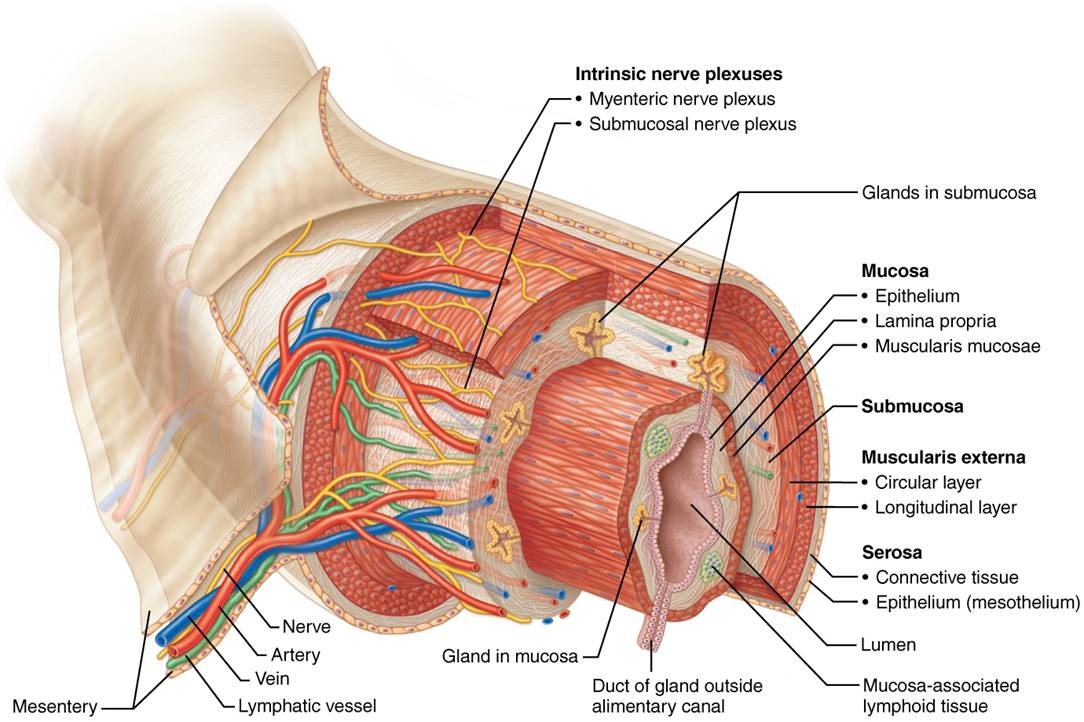 Intrinsic nerve plexuses
• Myenteric nerve plexus
• Submucosal nerve plexus
Glands in submucosa
Mucosa
• Epithelium
• Lamina propria
• Muscularis mucosae
Submucosa
Muscularis externa
• Circular layer
• Longitudinal layer
Serosa
• Connective tissue
• Epithelium (mesothelium)
Nerve
Artery
Vein
Lymphatic vessel
Mesentery
Gland in mucosa
Duct of gland outside
alimentary canal
Lumen
Mucosa-associated
lymphoid tissue